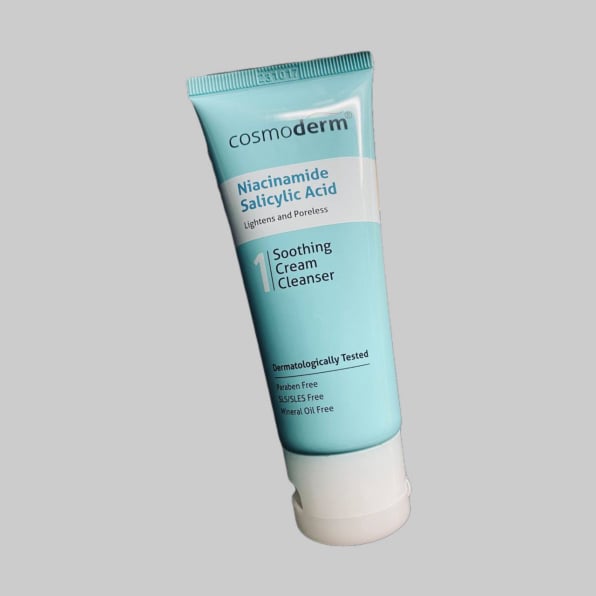 231017
cosmoderm®
Niacinamide
Salicylic Acid
Lightens and Poreless
1
Soothing
Cream
Cleanser
Dermatologically Tested
Paraben Free
SLS/SLES Free
Mineral Oil Free